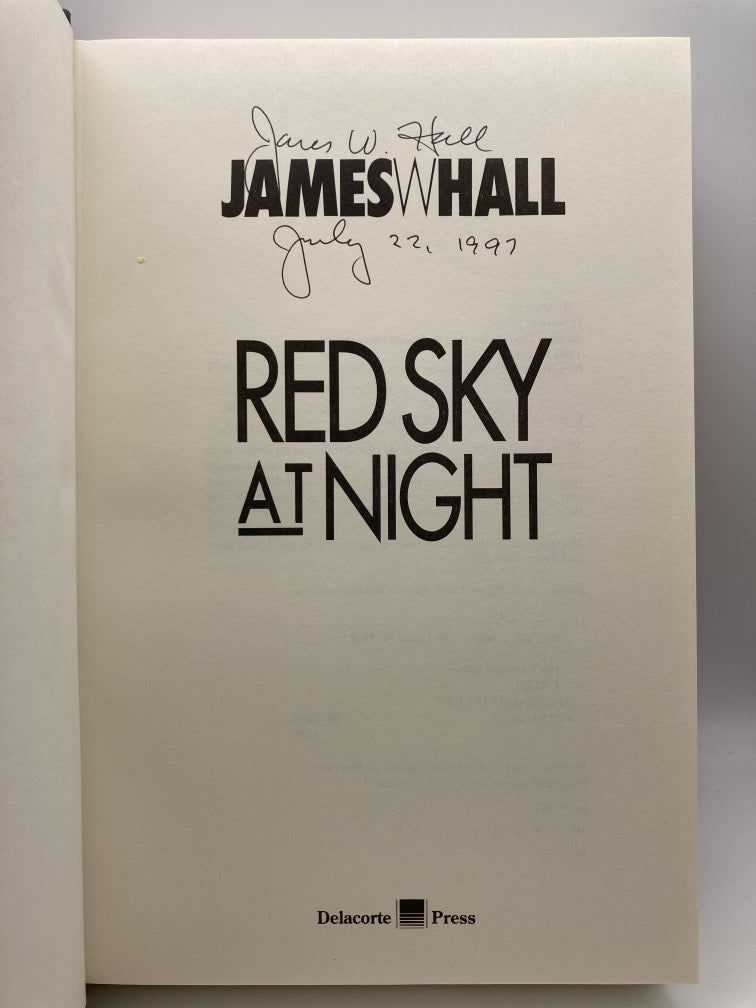 James W. Hall
JAMESWHALL
July 22, 1997
RED SKY
AT NIGHT
Delacorte Press